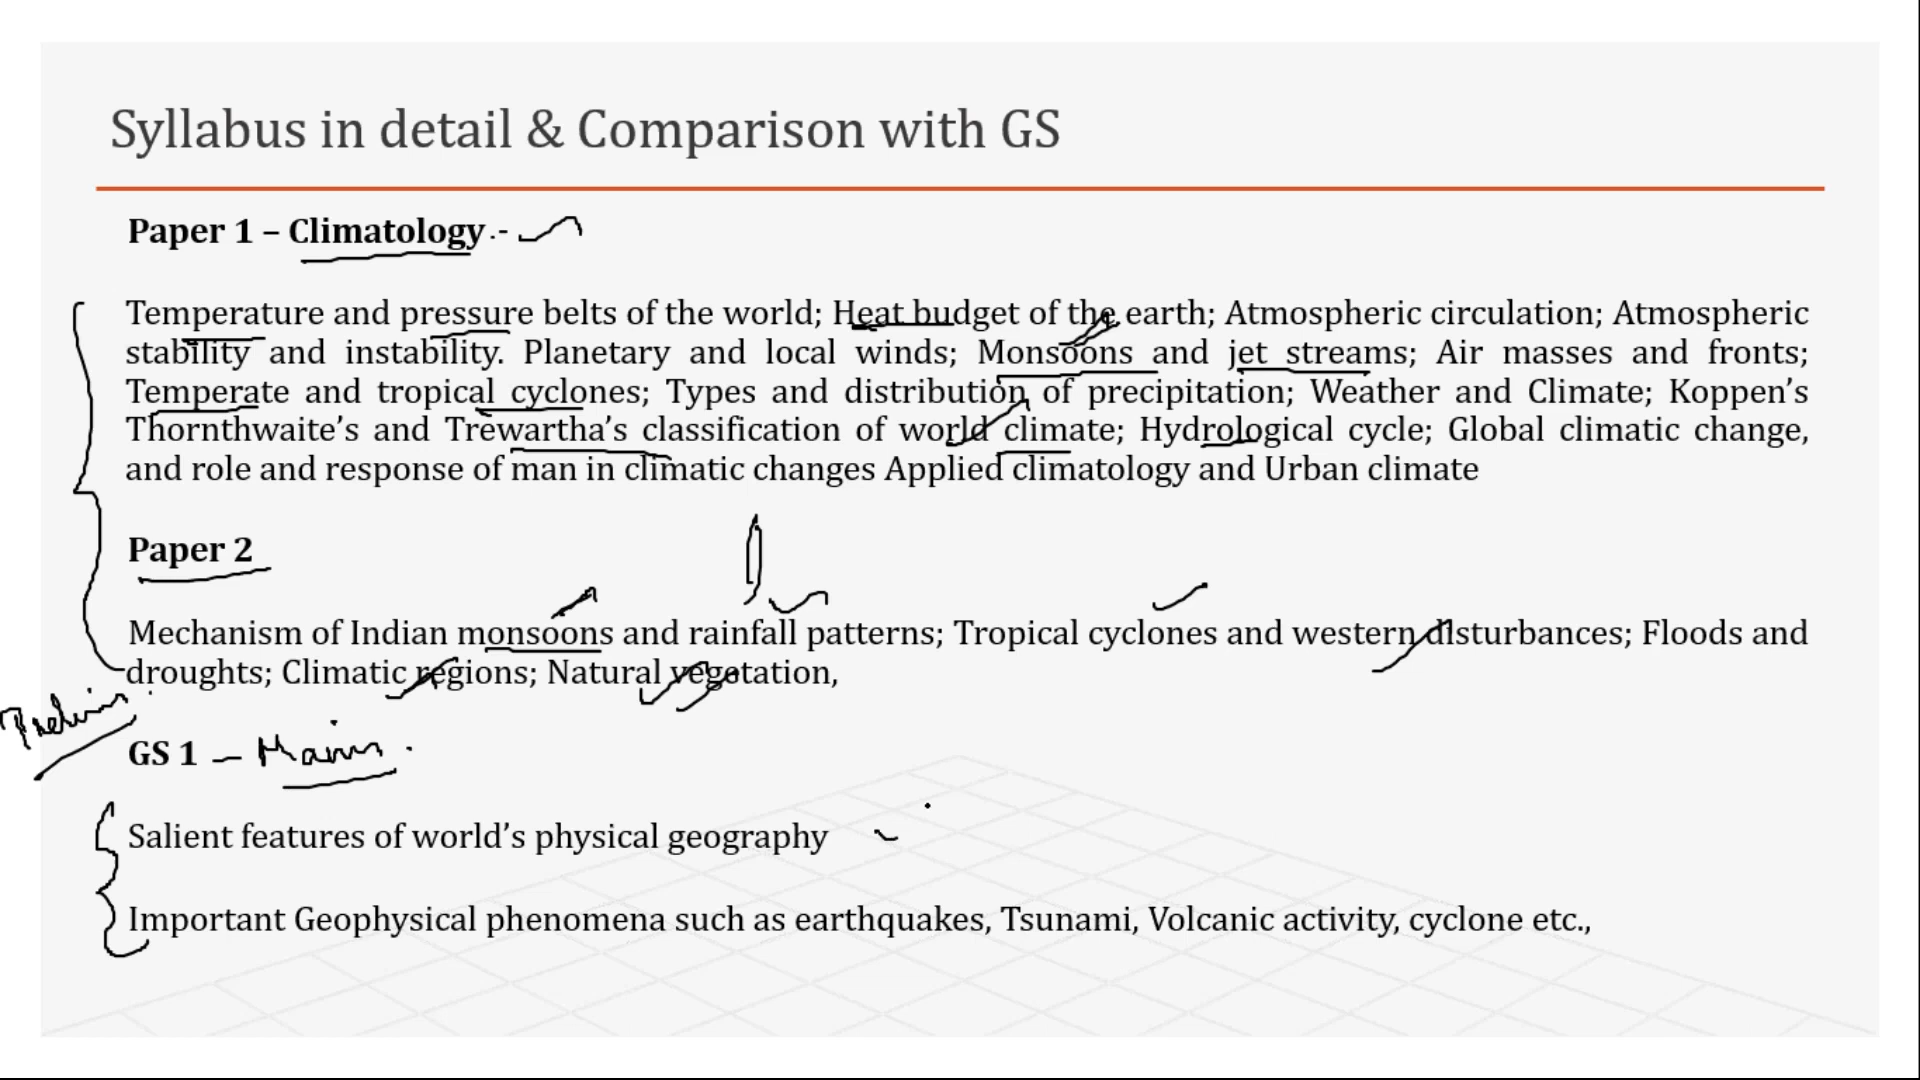 Syllabus in detail & Comparison with GS
Paper 1 – Climatology
Temperature and pressure belts of the world; Heat budget of the earth; Atmospheric circulation; Atmospheric
stability and instability. Planetary and local winds; Monsoons and jet streams; Air masses and fronts;
Temperate and tropical cyclones; Types and distribution of precipitation; Weather and Climate; Koppen’s
Thornthwaite’s and Trewartha’s classification of world climate; Hydrological cycle; Global climatic change,
and role and response of man in climatic changes Applied climatology and Urban climate
Paper 2
Mechanism of Indian monsoons and rainfall patterns; Tropical cyclones and western disturbances; Floods and
droughts; Climatic regions; Natural vegetation,
Prelims
GS 1 – Mains
Salient features of world’s physical geography
Important Geophysical phenomena such as earthquakes, Tsunami, Volcanic activity, cyclone etc.,